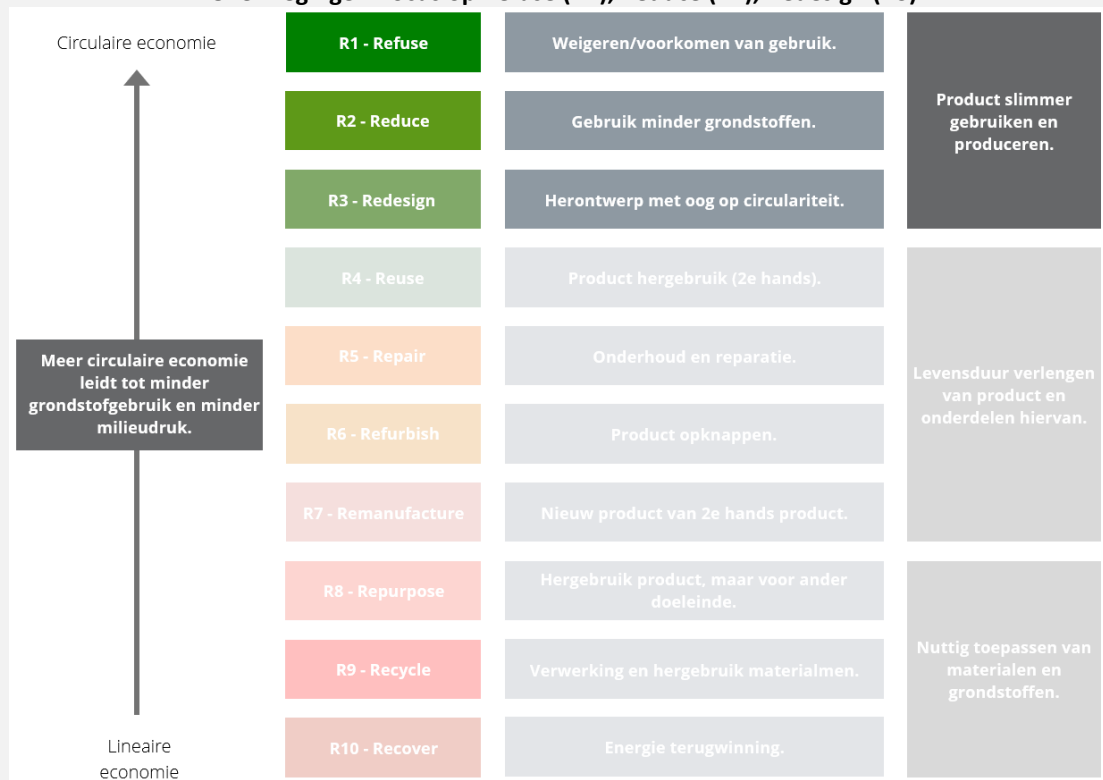 Circulaire economie
R1 - Refuse
Weigeren/voorkomen van gebruik.
R2 - Reduce
Gebruik minder grondstoffen.
Product slimmer
gebruiken en
produceren.
R3 - Redesign
Herontwerp met oog op circulariteit.
R4 - Reuse
Product hergebruik (2e hands).
Meer circulaire economie
leidt tot minder
grondstofgebruik en minder
milieudruk.
R5 - Repair
Onderhoud en reparatie.
Levensduur verlengen
van product en
onderdelen hiervan.
R6 - Refurbish
Product opknappen.
R7 - Remanufacture
Nieuw product van 2e hands product.
R8 - Repurpose
Hergebruik product, maar voor ander
doeleinde.
R9 - Recycle
Verwerking en hergebruik materialmen.
Nuttig toepassen van
materialen en
grondstoffen.
R10 - Recover
Energie terugwinning.
Lineaire
economie